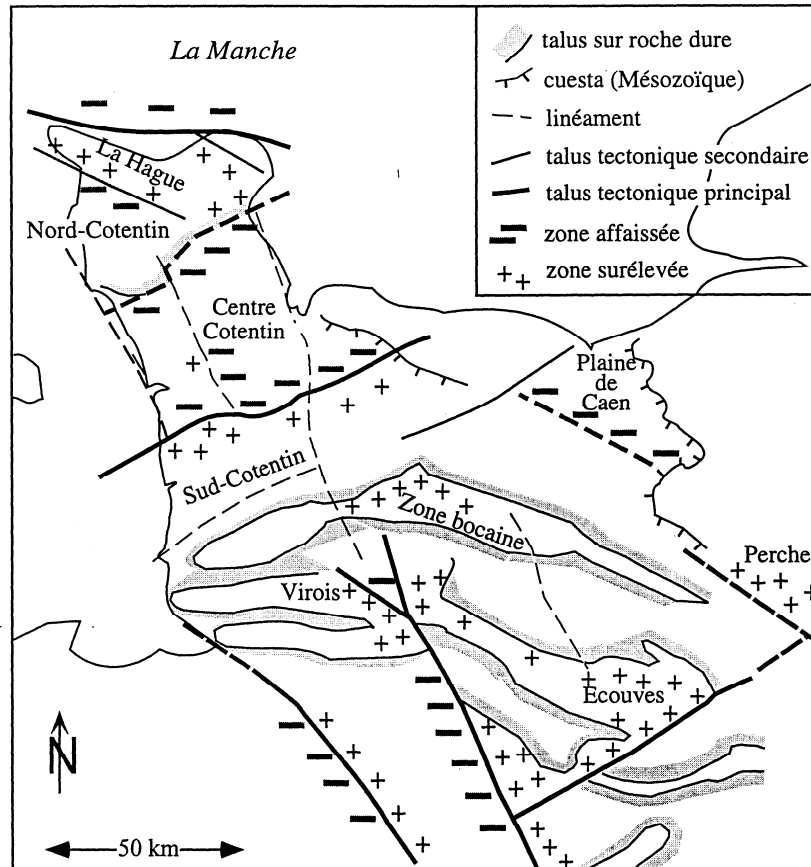 La Manche
talus sur roche dure
cuesta (Mésozoïque)
linéament
talus tectonique secondaire
talus tectonique principal
zone affaissée
zone surélevée
La Hague
Nord-Cotentin
Centre
Cotentin
Plaine
de
Caen
Sud-Cotentin
Zone bocaine
Perche
Virois
Ecouves
N
50 km